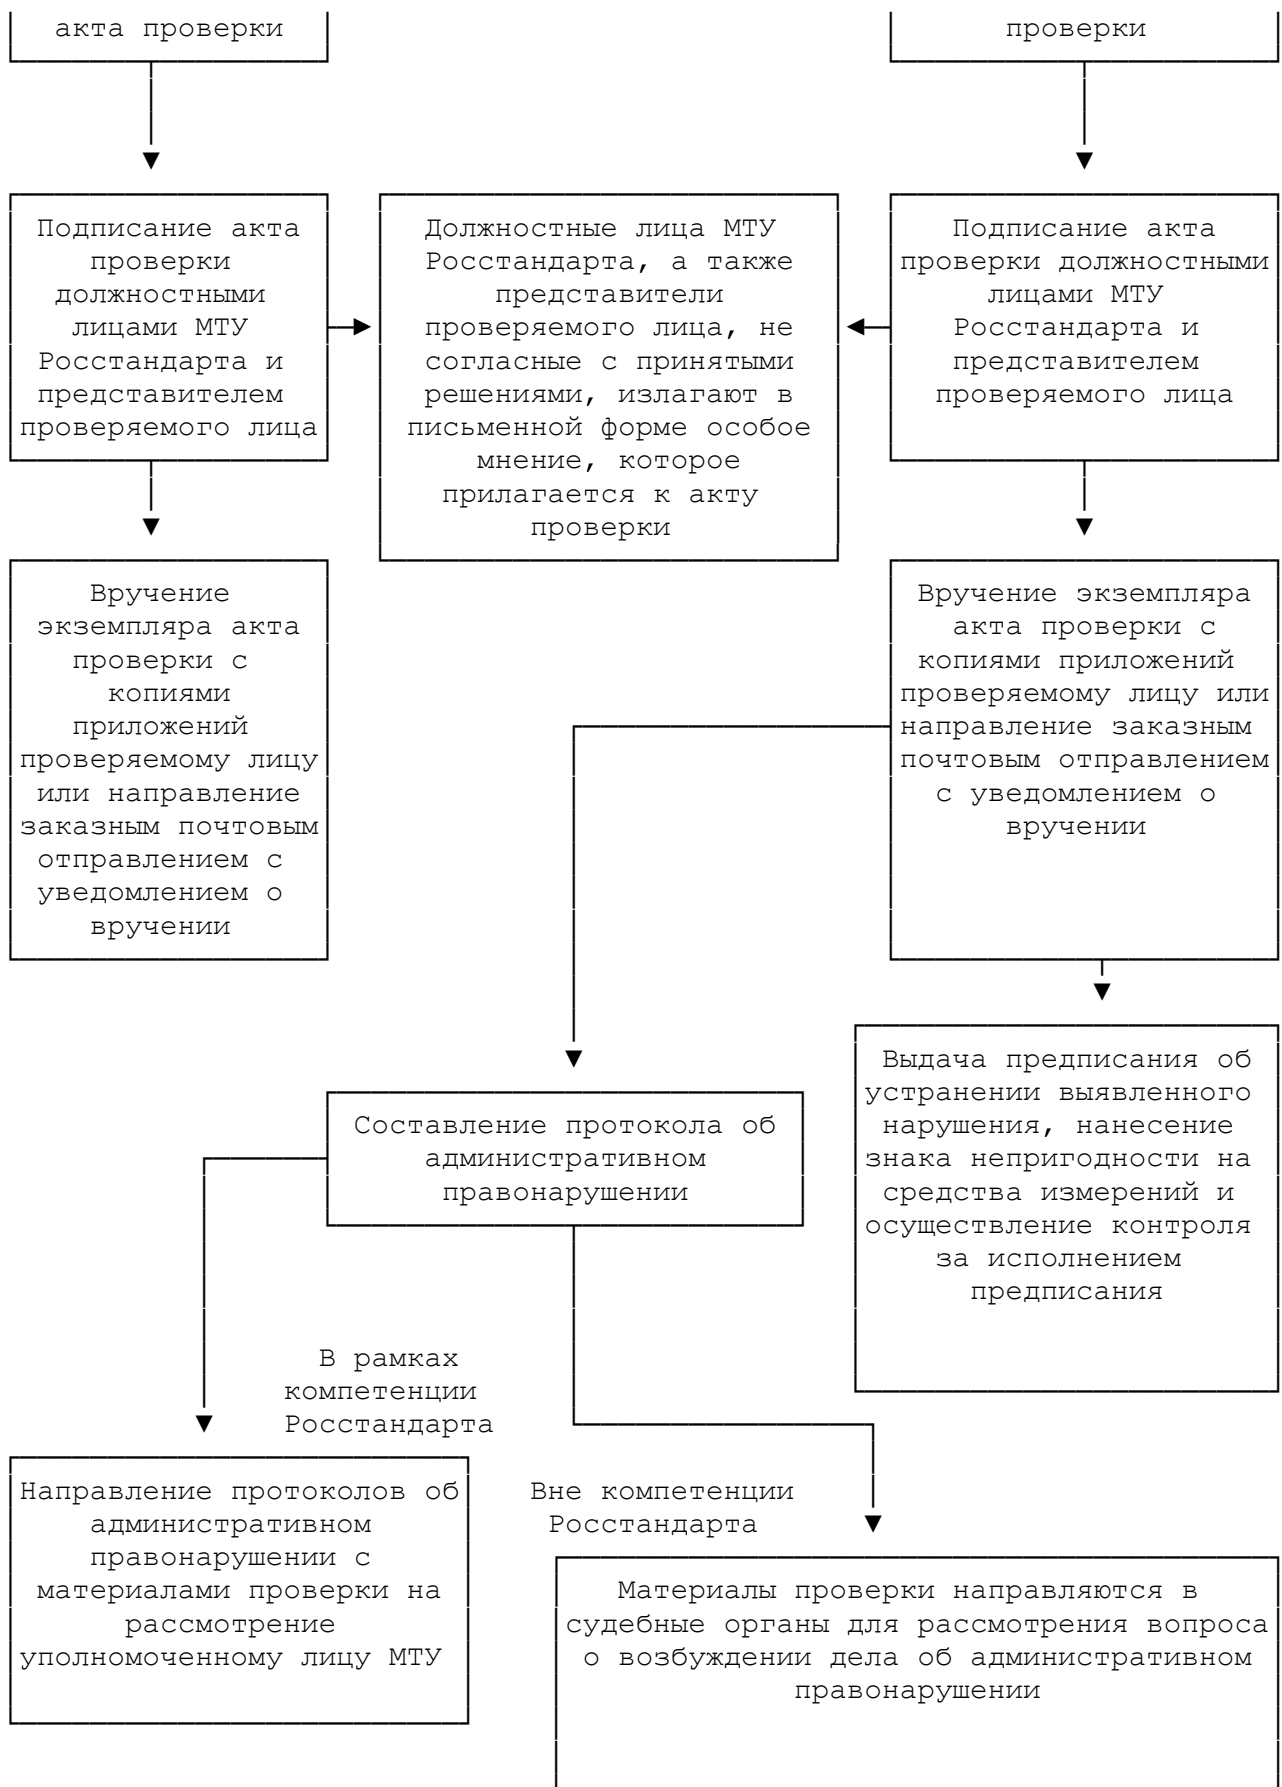 акта проверки
проверки
Подписание акта
проверки
должностными
лицами МТУ
Росстандарта и
представителем
проверяемого лица
Должностные лица МТУ
Росстандарта, а также
представители
проверяемого лица, не
согласные с принятыми
решениями, излагают в
письменной форме особое
мнение, которое
прилагается к акту
проверки
Подписание акта
проверки должностными
лицами МТУ
Росстандарта и
представителем
проверяемого лица
Вручение
экземпляра акта
проверки с
копиями
приложений
проверяемому лицу
или направление
заказным почтовым
отправлением с
уведомлением о
вручении
Вручение экземпляра
акта проверки с
копиями приложений
проверяемому лицу или
направление заказным
почтовым отправлением
с уведомлением о
вручении
Выдача предписания об
устранении выявленного
нарушения, нанесение
знака непригодности на
средства измерений и
осуществление контроля
за исполнением
предписания
Составление протокола об
административном
правонарушении
В рамках
компетенции
Росстандарта
Направление протоколов об
административном
правонарушении с
материалами проверки на
рассмотрение
уполномоченному лицу МТУ
Вне компетенции
Росстандарта
Материалы проверки направляются в
судебные органы для рассмотрения вопроса
о возбуждении дела об административном
правонарушении